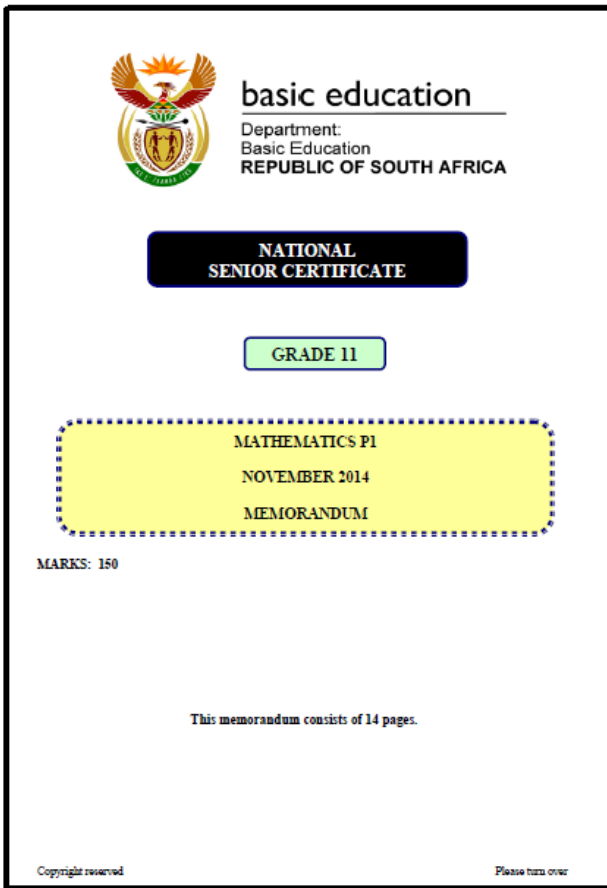 basic education
Department:
Basic Education
REPUBLIC OF SOUTH AFRICA
NATIONAL
SENIOR CERTIFICATE
GRADE 11
MATHEMATICS P1
NOVEMBER 2014
MEMORANDUM
MARKS: 150
This memorandum consists of 14 pages.
Copyright reserved
Please turn over